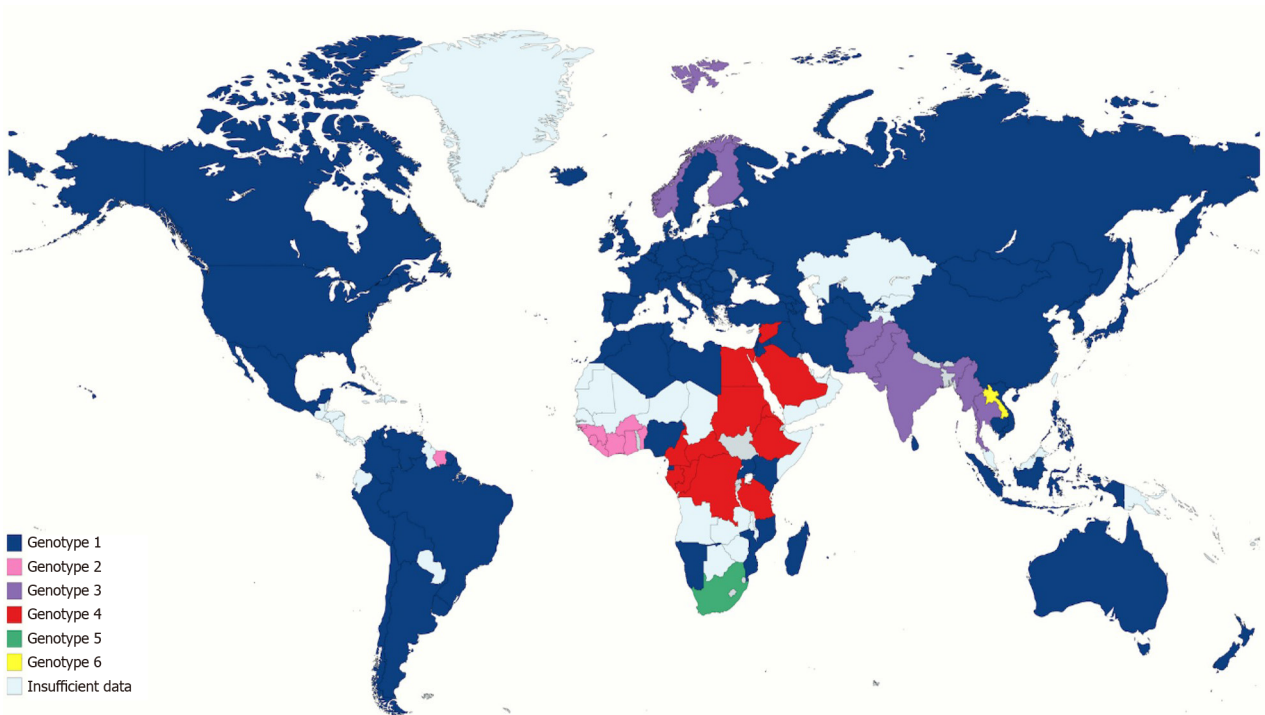 Genotype 1
Genotype 2
Genotype 3
Genotype 4
Genotype 5
Genotype 6
Insufficient data